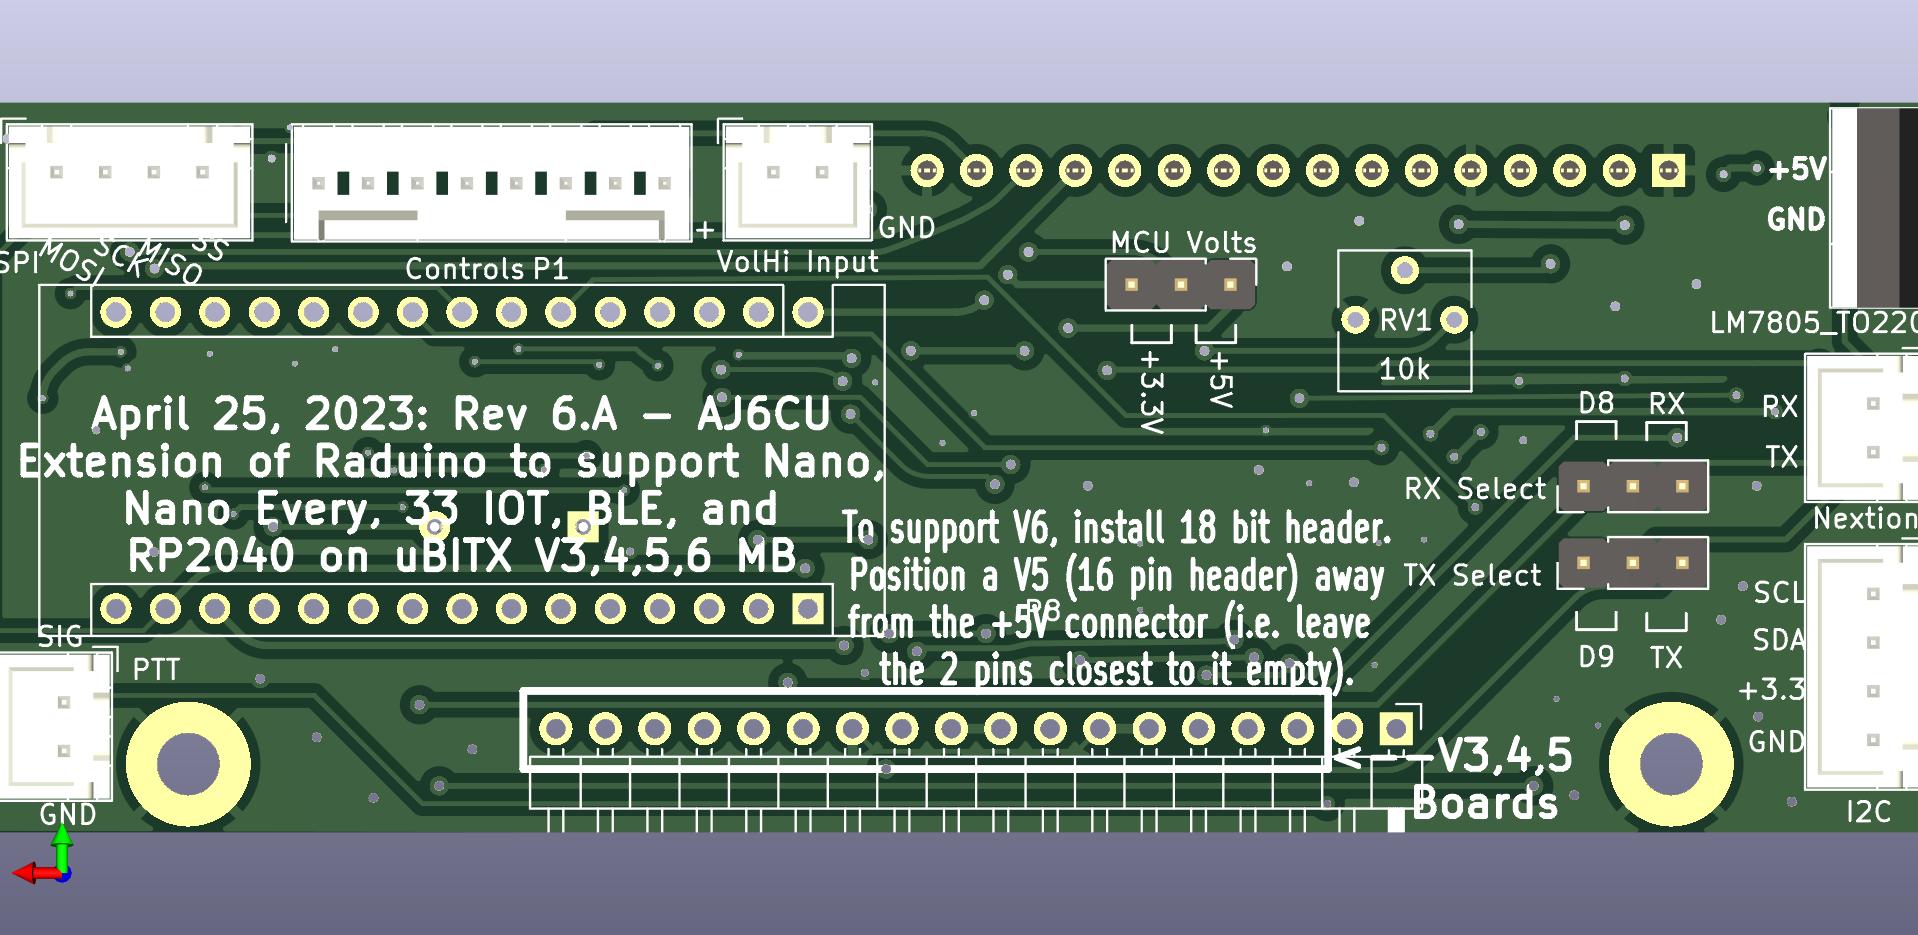 +5V
GND
GND
+
SPI
MOSI
SCK
MISO
SS
Controls P1
VolHi Input
MCU Volts
+3.3V
+5V
RV1
10k
LM7805_TO220
D8 RX
RX
TX
RX Select
Nextion
TX Select
D9 TX
April 25, 2023: Rev 6.A - AJ6CU
Extension of Raduino to support Nano,
Nano Every, 33 IOT, BLE, and
RP2040 on uBITX V3,4,5,6 MB
To support V6, install 18 bit header.
Position a V5 (16 pin header) away
from the +5V connector (i.e. leave
the 2 pins closest to it empty).
SCL
SDA
+3.3
GND
I2C
SIG
PTT
GND
<— — V3,4,5
Boards